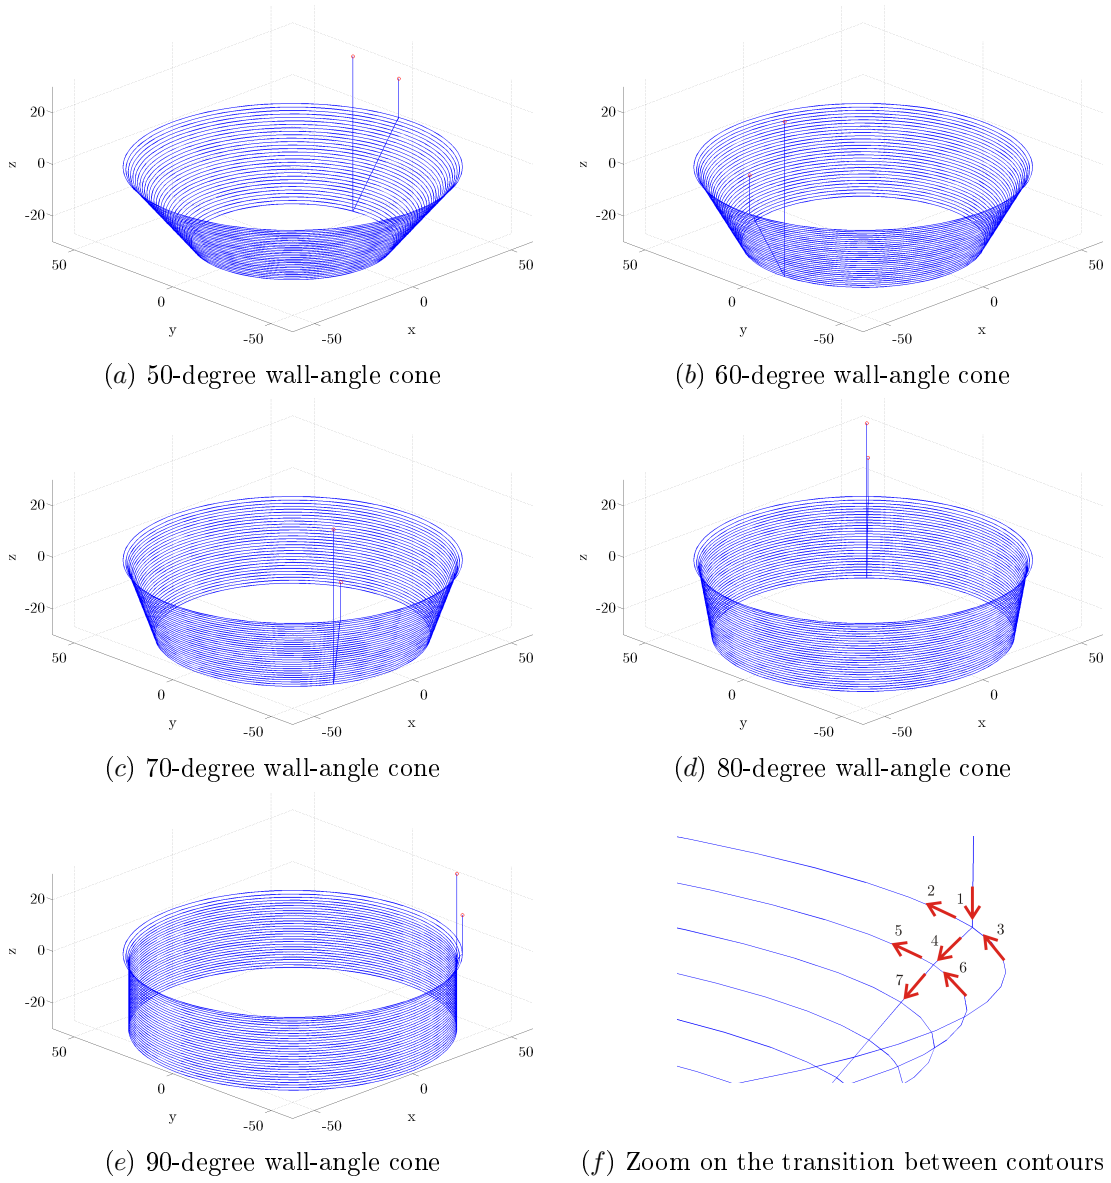 20
0
-20
z
50
0
-50
y
-50
0
50
x
(a) 50-degree wall-angle cone
20
0
-20
z
50
0
-50
y
-50
0
50
x
(b) 60-degree wall-angle cone
20
0
-20
z
50
0
-50
y
-50
0
50
x
(c) 70-degree wall-angle cone
20
0
-20
z
50
0
-50
y
-50
0
50
x
(d) 80-degree wall-angle cone
20
0
-20
z
50
0
-50
y
-50
0
50
x
(e) 90-degree wall-angle cone
1
2
3
4
5
6
7
(f) Zoom on the transition between contours